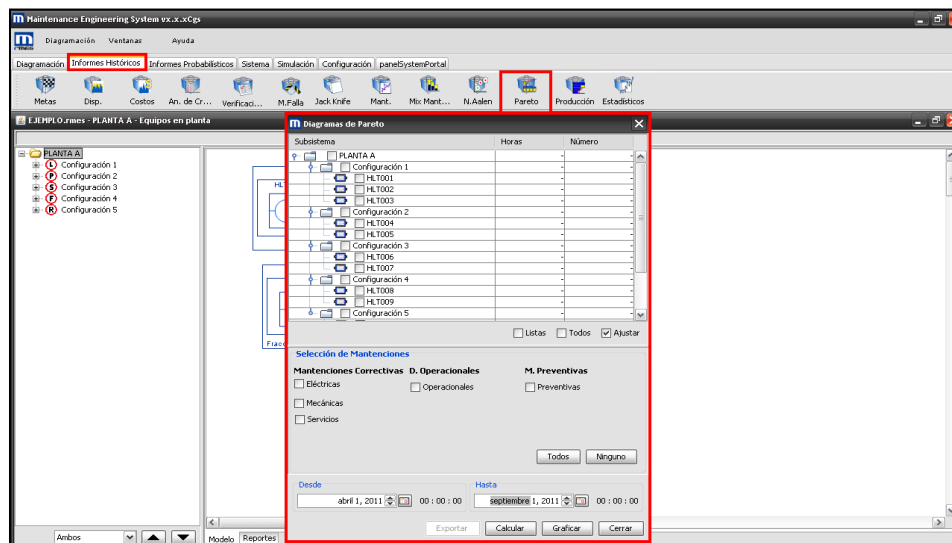 Maintenance Engineering System vx.x.xCgs
Diagramación Ventanas Ayuda
Diagramación Informes Históricos Informes Probabilísticos Sistema Simulación Configuración panelSystemPortal
Metas Disp. Costos An. de Cr... Verificaci... M.Falla Jack Knife Mant. Mix Mant... N.Aalen Pareto Producción Estadísticos
EJEMPLO.rmes - PLANTA A - Equipos en planta
PLANTA A
L Configuración 1
P Configuración 2
S Configuración 3
F Configuración 4
R Configuración 5
HLT
Fracc
Diagramas de Pareto
Subsistema Horas Número
PLANTA A - -
Configuración 1 - -
HLT001 - -
HLT002 - -
HLT003 - -
Configuración 2 - -
HLT004 - -
HLT005 - -
Configuración 3 - -
HLT006 - -
HLT007 - -
Configuración 4 - -
HLT008 - -
HLT009 - -
Configuración 5 - -
Listas Todos Ajustar
Selección de Mantenciones
Mantenciones Correctivas D. Operacionales M. Preventivas
Eléctricas Operacionales Preventivas
Mecánicas
Servicios
Todos Ninguno
Desde Hasta
abril 1, 2011 00 : 00 : 00 septiembre 1, 2011 00 : 00 : 00
Exportar Calcular Graficar Cerrar
Ambos
Modelo Reportes